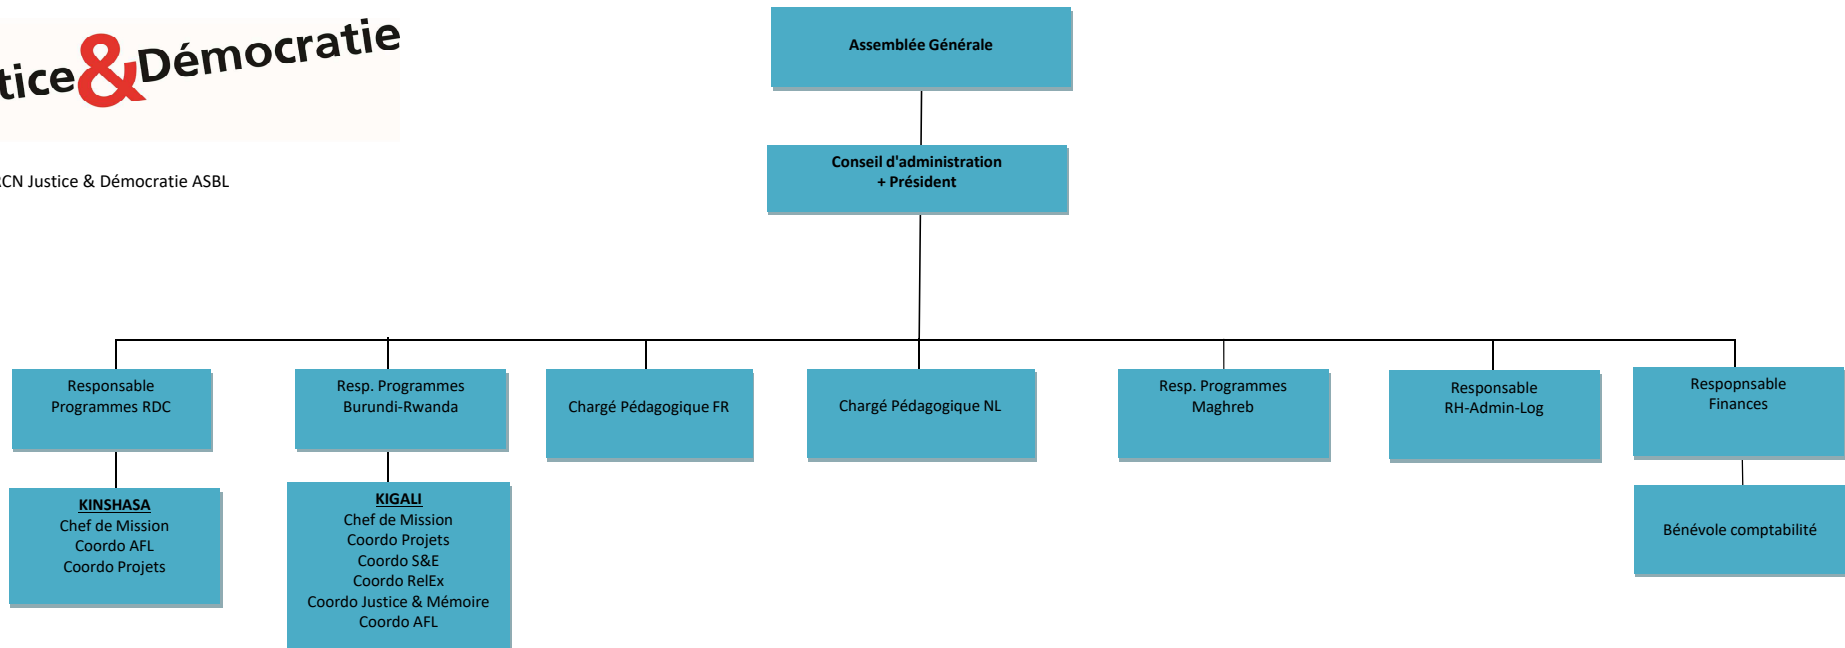 tice&Démocratie
RCN Justice & Démocratie ASBL
Assemblée Générale
Conseil d'administration
+ Président
Responsable
Programmes RDC
Resp. Programmes
Burundi-Rwanda
Chargé Pédagogique FR
Chargé Pédagogique NL
Resp. Programmes
Maghreb
Responsable
RH-Admin-Log
Respopnsable
Finances
KINSHASA
Chef de Mission
Coordo AFL
Coordo Projets
KIGALI
Chef de Mission
Coordo Projets
Coordo S&E
Coordo RelEx
Coordo Justice & Mémoire
Coordo AFL
Bénévole comptabilité